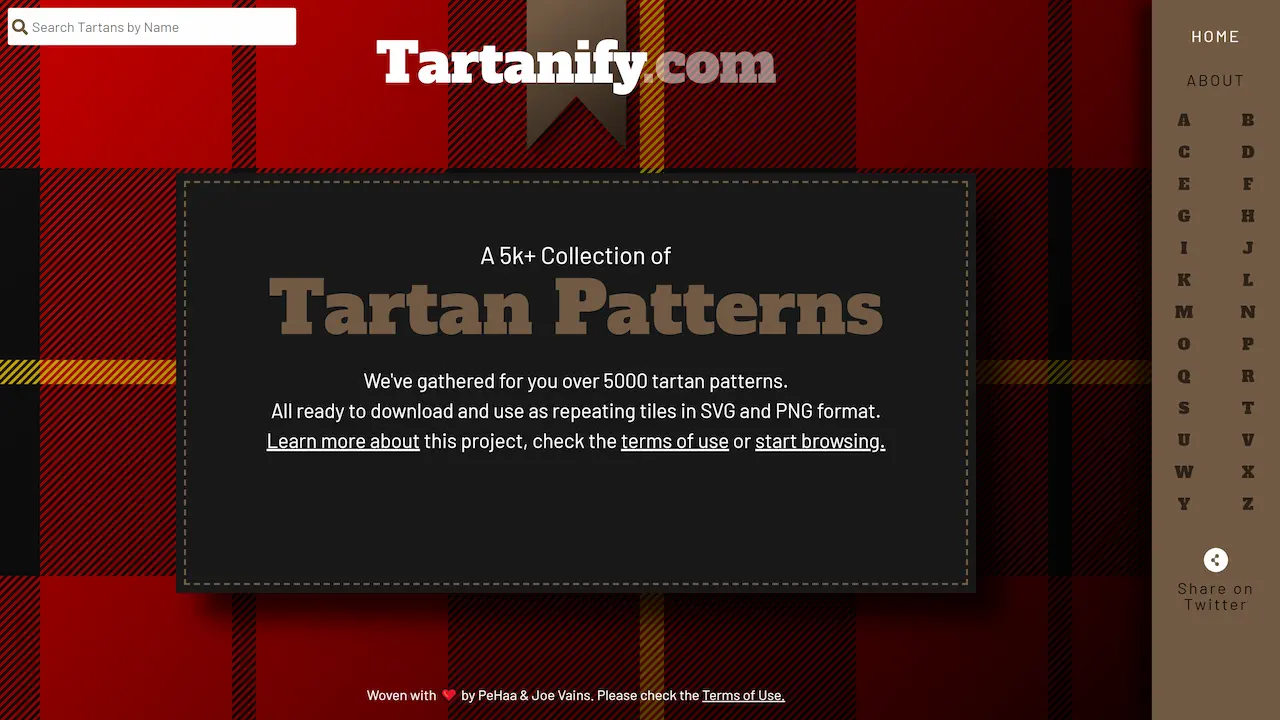 Search Tartans by Name
Tartanify.com
A 5k+ Collection of
Tartan Patterns
We've gathered for you over 5000 tartan patterns.
All ready to download and use as repeating tiles in SVG and PNG format.
Learn more about this project, check the terms of use or start browsing.
Woven with ❤ by PeHaa & Joe Vains. Please check the Terms of Use.
HOME
ABOUT
A B
C D
E F
G H
I J
K L
M N
O P
Q R
S T
U V
W X
Y Z
Share on
Twitter